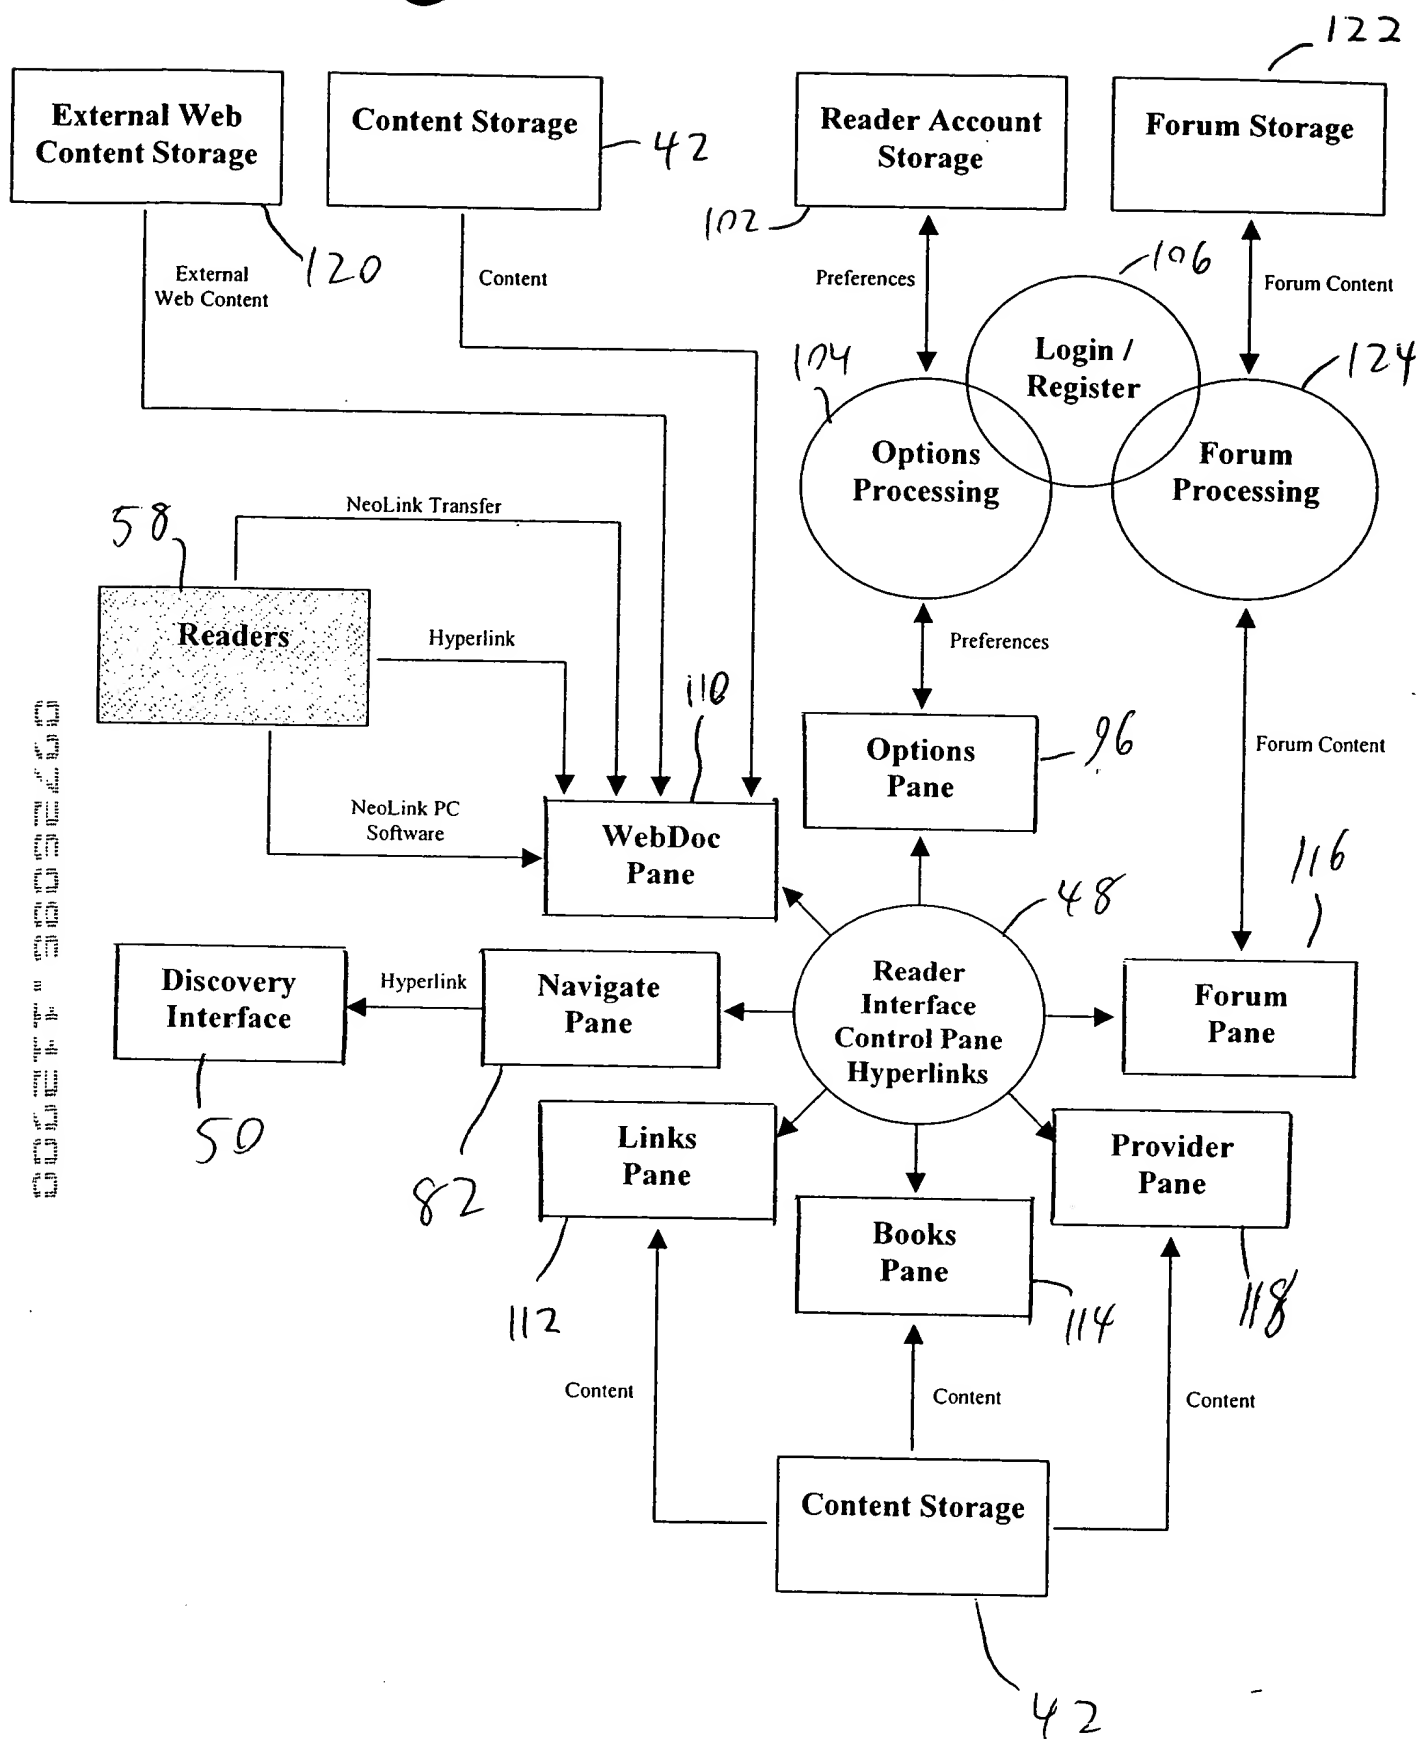 122
External Web
Content Storage
Content Storage
42
Reader Account
Storage
Forum Storage
102
120
External
Web Content
Content
Preferences
106
Forum Content
Login /
Register
104
124
Options
Processing
Forum
Processing
NeoLink Transfer
58
Readers
Hyperlink
Preferences
110
Options
Pane
96
Forum Content
NeoLink PC
Software
WebDoc
Pane
116
48
Discovery
Interface
Hyperlink
Navigate
Pane
Reader
Interface
Control Pane
Hyperlinks
Forum
Pane
50
82
Links
Pane
Provider
Pane
Books
Pane
112
114
118
Content
Content
Content
Content Storage
42